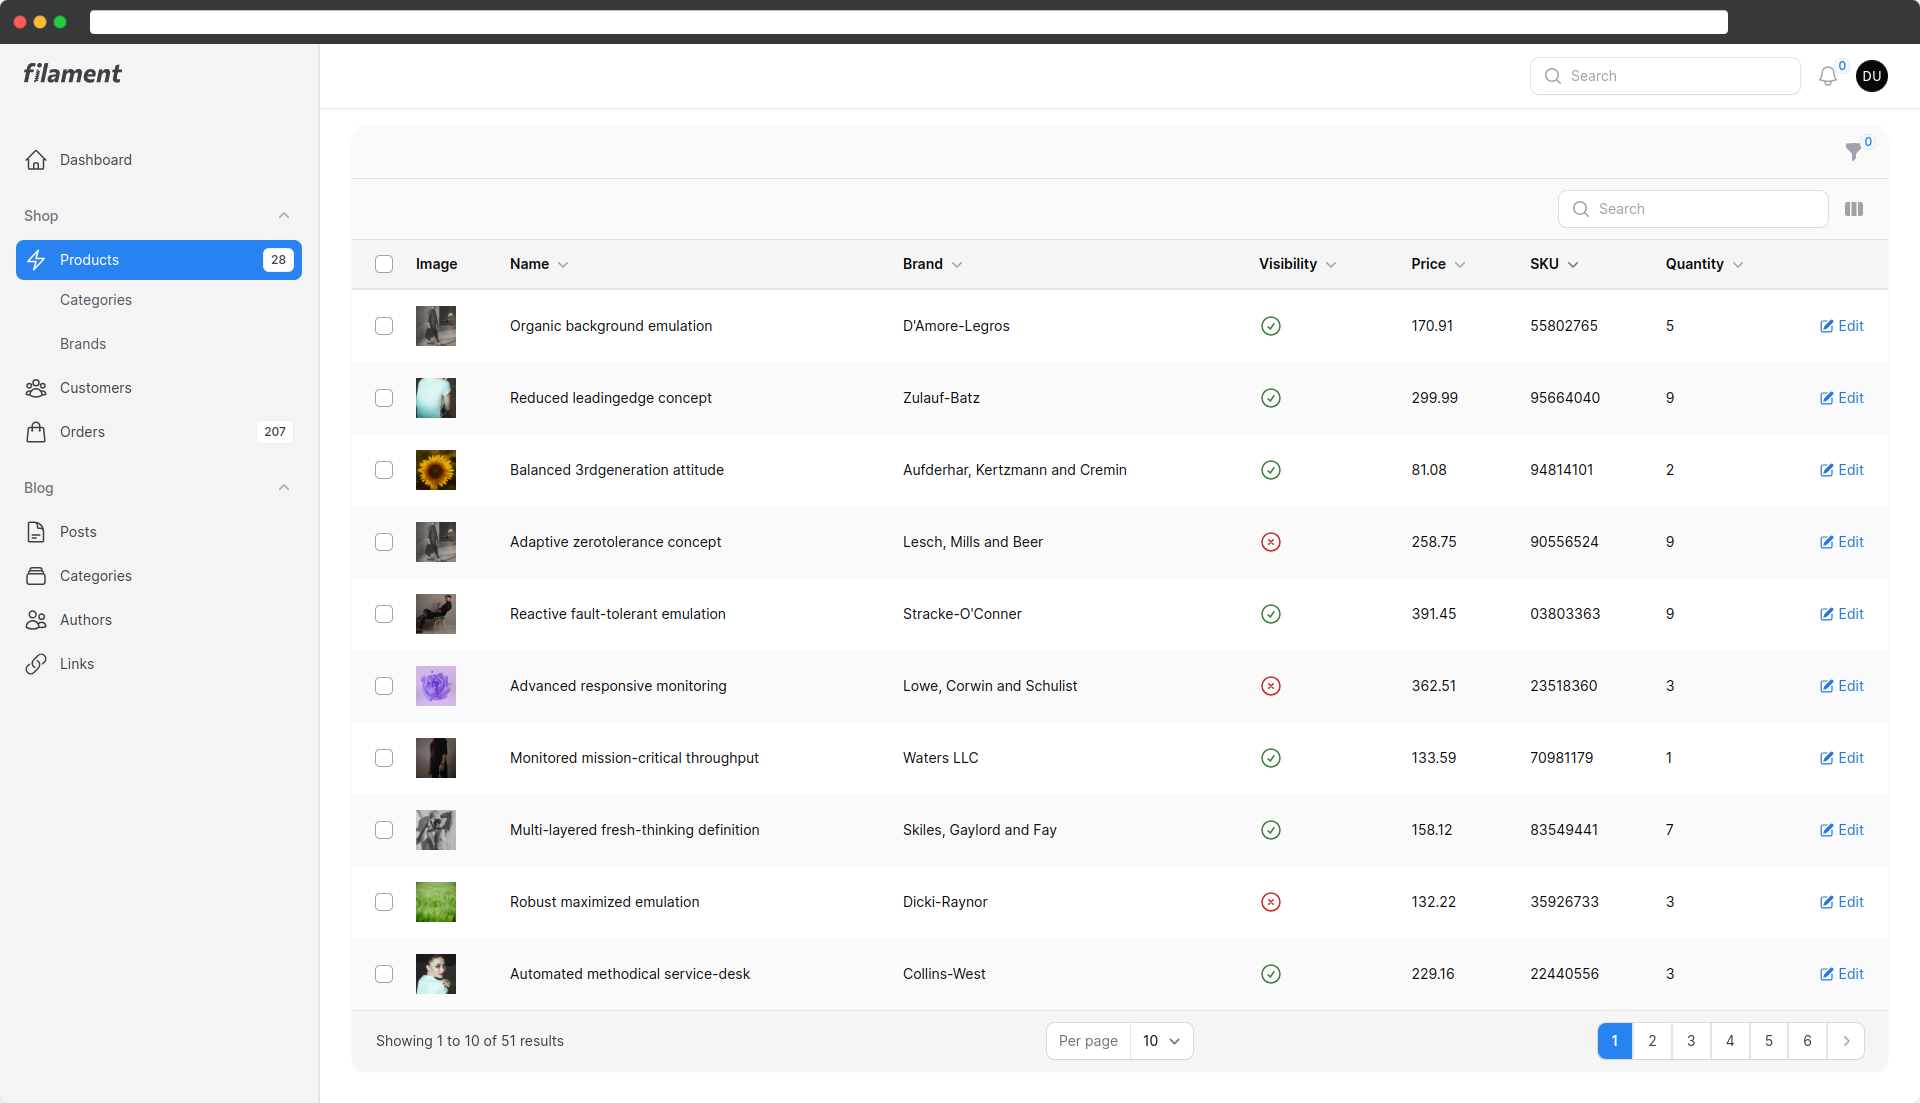 filament
Search
0
DU
Dashboard
Shop
Products 28
Categories
Brands
Customers
Orders 207
Blog
Posts
Categories
Authors
Links
0
Search
Image Name Brand Visibility Price SKU Quantity
Organic background emulation D'Amore-Legros 170.91 55802765 5 Edit
Reduced leadingedge concept Zulauf-Batz 299.99 95664040 9 Edit
Balanced 3rdgeneration attitude Aufderhar, Kertzmann and Cremin 81.08 94814101 2 Edit
Adaptive zerotolerance concept Lesch, Mills and Beer 258.75 90556524 9 Edit
Reactive fault-tolerant emulation Stracke-O'Conner 391.45 03803363 9 Edit
Advanced responsive monitoring Lowe, Corwin and Schulist 362.51 23518360 3 Edit
Monitored mission-critical throughput Waters LLC 133.59 70981179 1 Edit
Multi-layered fresh-thinking definition Skiles, Gaylord and Fay 158.12 83549441 7 Edit
Robust maximized emulation Dicki-Raynor 132.22 35926733 3 Edit
Automated methodical service-desk Collins-West 229.16 22440556 3 Edit
Showing 1 to 10 of 51 results Per page 10 1 2 3 4 5 6